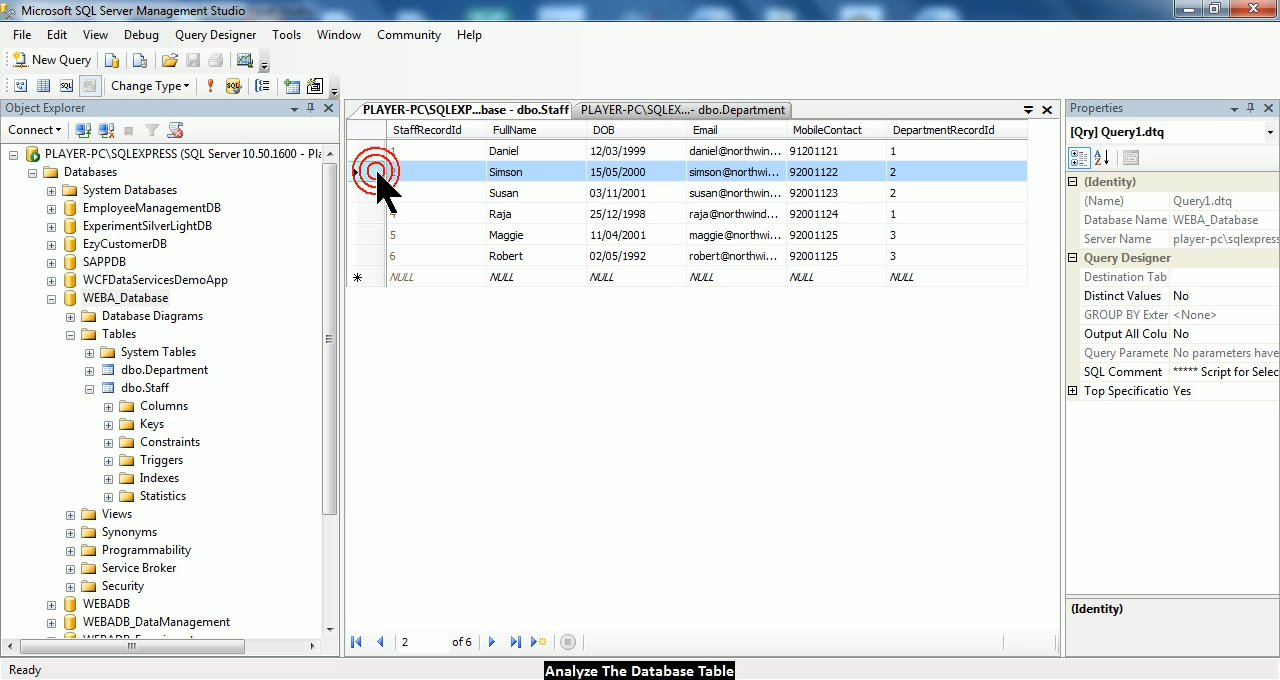 Microsoft SQL Server Management Studio
File Edit View Debug Query Designer Tools Window Community Help
New Query
Change Type
Object Explorer
Connect
PLAYER-PC\SQLEXPRESS (SQL Server 10.50.1600 - Pla
Databases
System Databases
EmployeeManagementDB
ExperimentSilverLightDB
EzyCustomerDB
SAPPDB
WCFDataServicesDemoApp
WEBA_Database
Database Diagrams
Tables
System Tables
dbo.Department
dbo.Staff
Columns
Keys
Constraints
Triggers
Indexes
Statistics
Views
Synonyms
Programmability
Service Broker
Security
WEBADB
WEBADB_DataManagement
PLAYER-PC\SQLEXP...base - dbo.Staff PLAYER-PC\SQLEX...- dbo.Department
StaffRecordId FullName DOB Email MobileContact DepartmentRecordId
Daniel 12/03/1999 daniel@northwin... 91201121 1
Simson 15/05/2000 simson@northwi... 92001122 2
Susan 03/11/2001 susan@northwin... 92001123 2
Raja 25/12/1998 raja@northwind... 92001124 1
5 Maggie 11/04/2001 maggie@northwi... 92001125 3
6 Robert 02/05/1992 robert@northwi... 92001125 3
NULL NULL NULL NULL NULL NULL
2 of 6
Properties
[Qry] Query1.dtq
(Identity)
(Name) Query1.dtq
Database Name WEBA_Database
Server Name player-pc\sqlexpress
Query Designer
Destination Tab
Distinct Values No
GROUP BY Exter <None>
Output All Colu No
Query Paramete No parameters have
SQL Comment ***** Script for Selec
Top Specificatio Yes
(Identity)
Ready
Analyze The Database Table